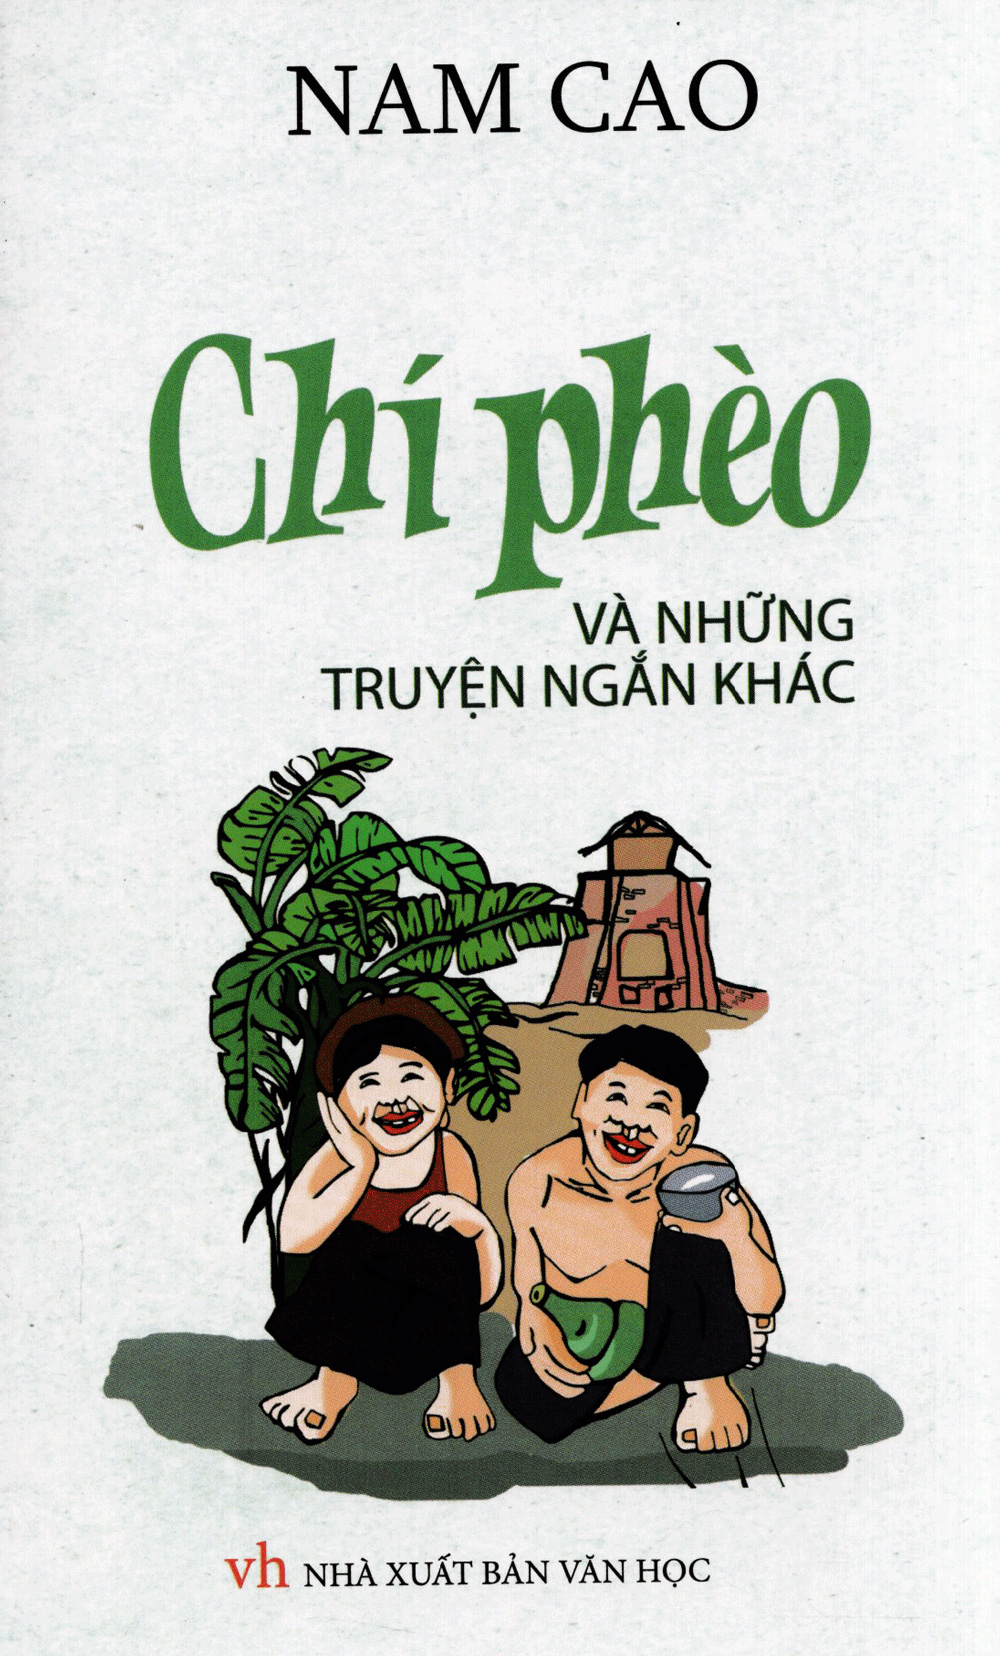 NAM CAO
Chí phèo
VÀ NHỮNG
TRUYỆN NGẮN KHÁC
vh NHÀ XUẤT BẢN VĂN HỌC